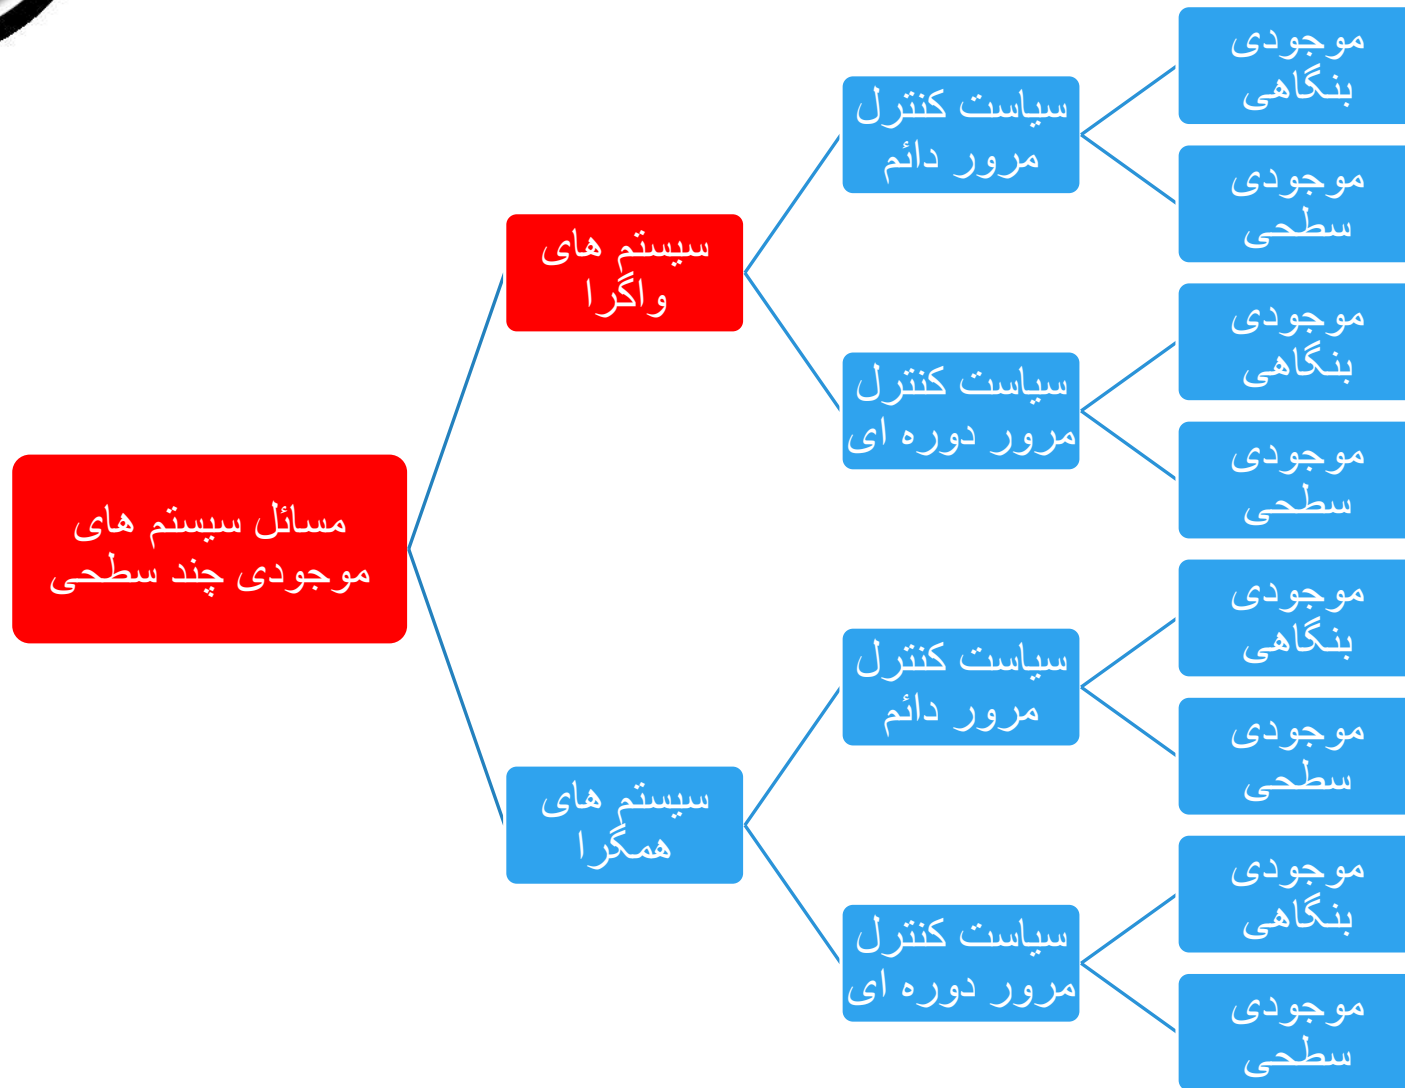 مسائل سیستم های
موجودی چند سطحی
سیستم های
واگرا
سیاست کنترل
مرور دائم
موجودی
بنگاهی
موجودی
سطحی
سیاست کنترل
مرور دوره ای
موجودی
بنگاهی
موجودی
سطحی
سیستم های
همگرا
سیاست کنترل
مرور دائم
موجودی
بنگاهی
موجودی
سطحی
سیاست کنترل
مرور دوره ای
موجودی
بنگاهی
موجودی
سطحی